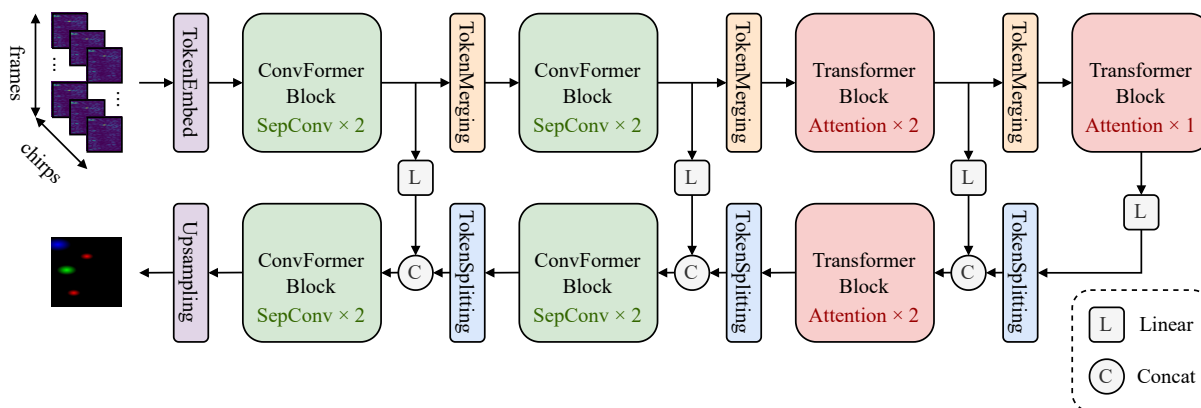 frames
chirps
...
...
TokenEmbed
ConvFormer
Block
SepConv × 2
TokenMerging
ConvFormer
Block
SepConv × 2
TokenMerging
Transformer
Block
Attention × 2
TokenMerging
Transformer
Block
Attention × 1
L
L
L
L
Upsampling
ConvFormer
Block
SepConv × 2
C
TokenSplitting
ConvFormer
Block
SepConv × 2
C
TokenSplitting
Transformer
Block
Attention × 2
C
TokenSplitting
L Linear
C Concat